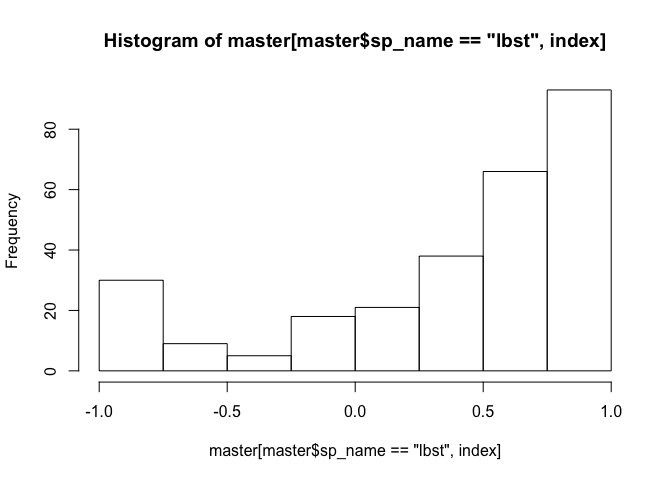 Histogram of master[master$sp_name == "lbst", index]
Frequency
80
60
40
20
0
-1.0 -0.5 0.0 0.5 1.0
master[master$sp_name == "lbst", index]